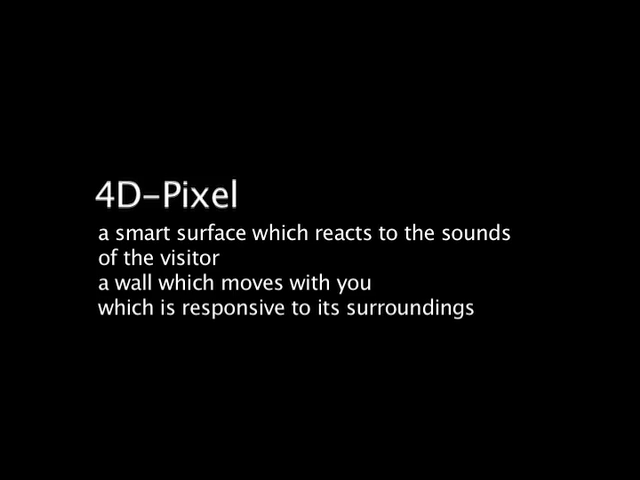 4D-Pixel
a smart surface which reacts to the sounds
of the visitor
a wall which moves with you
which is responsive to its surroundings